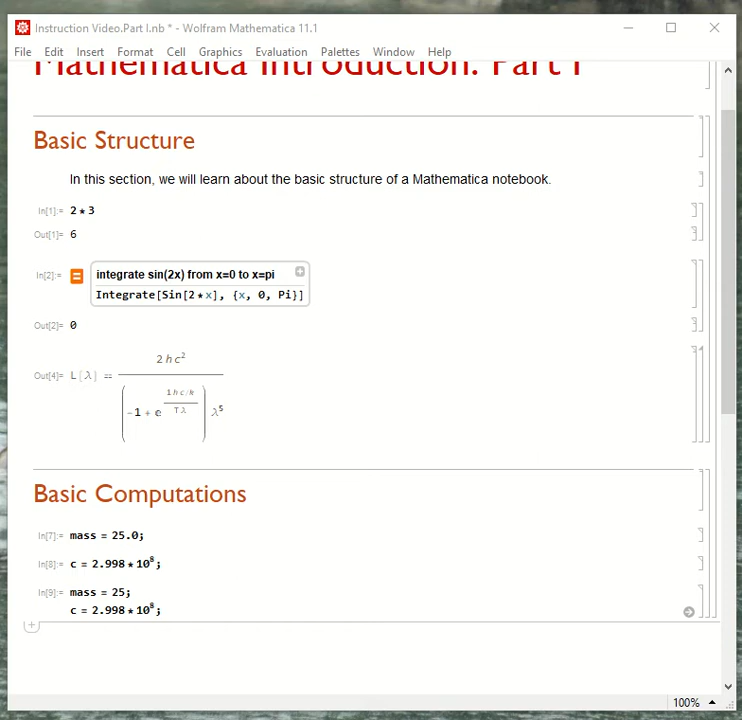 Instruction Video.Part I.nb * - Wolfram Mathematica 11.1
File Edit Insert Format Cell Graphics Evaluation Palettes Window Help
Mathematica Introduction: Part I
Basic Structure
In this section, we will learn about the basic structure of a Mathematica notebook.
In[1]:= 2 * 3
Out[1]= 6
In[2]:= integrate sin(2x) from x=0 to x=pi
Integrate[Sin[2 * x], {x, 0, Pi}]
Out[2]= 0
2 h c²
Out[4]= L[λ] ==
1 h c/k
-1 + e T λ λ⁵
Basic Computations
In[7]:= mass = 25.0;
In[8]:= c = 2.998 * 10⁸;
In[9]:= mass = 25;
c = 2.998 * 10⁸;
100%